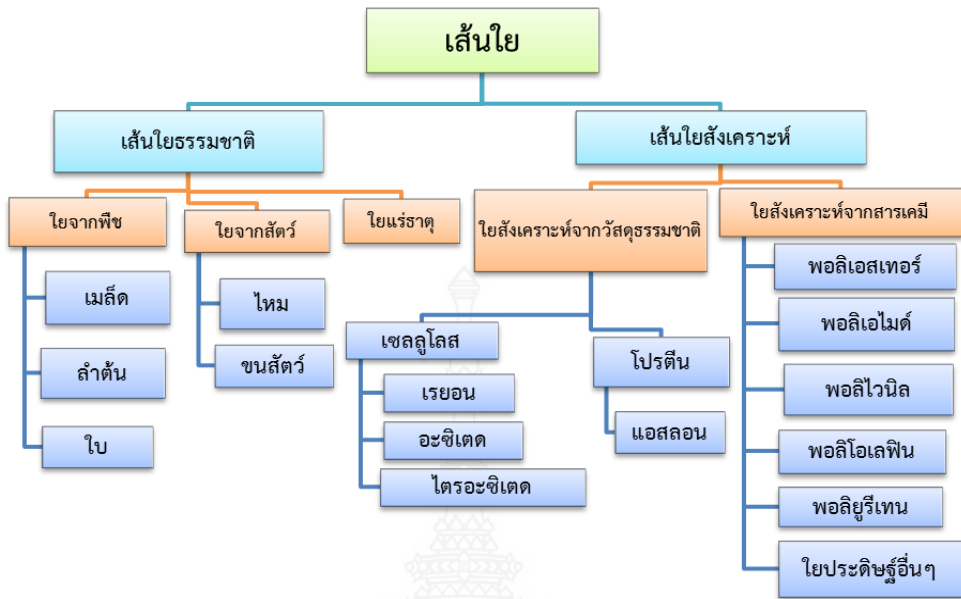 เส้นใย
เส้นใยธรรมชาติ
เส้นใยสังเคราะห์
ใยจากพืช
ใยจากสัตว์
ใยแร่ธาตุ
ใยสังเคราะห์จากวัสดุธรรมชาติ
ใยสังเคราะห์จากสารเคมี
เมล็ด
ลำต้น
ใบ
ไหม
ขนสัตว์
เซลลูโลส
เรยอน
อะซิเตด
ไตรอะซิเตด
โปรตีน
แอสลอน
พอลิเอสเทอร์
พอลิเอไมด์
พอลิไวนิล
พอลิโอเลฟิน
พอลิยูรีเทน
ใยประดิษฐ์อื่นๆ